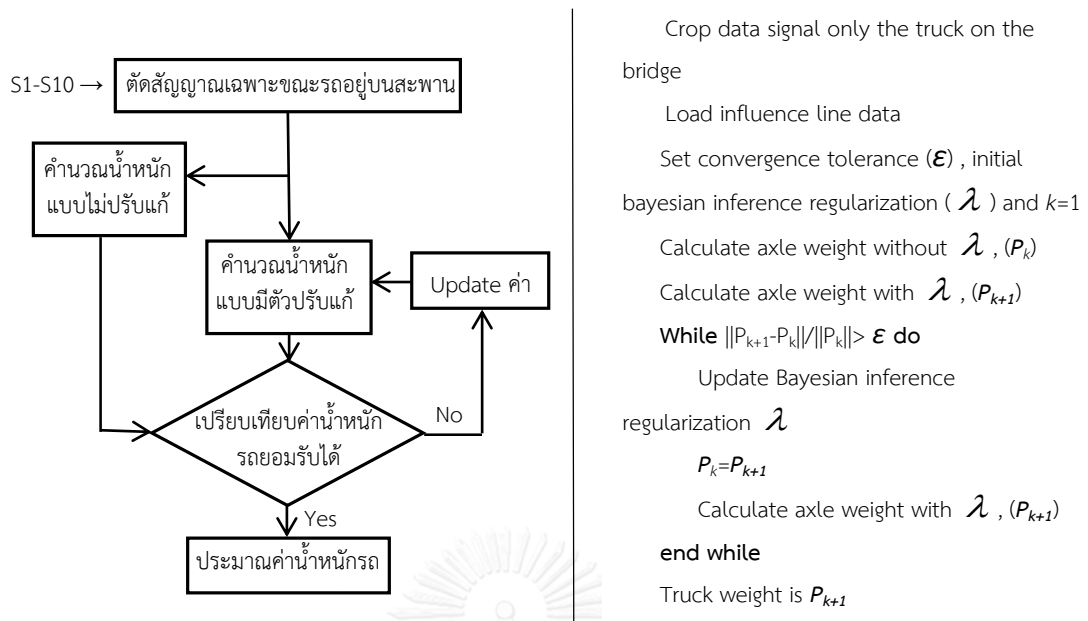 S1-S10 →
ตัดสัญญาณเฉพาะขณะรถอยู่บนสะพาน
คำนวณน้ำหนัก
แบบไม่ปรับแก้
คำนวณน้ำหนัก
แบบมีตัวปรับแก้
Update ค่า
เปรียบเทียบค่าน้ำหนัก
รถยอมรับได้
No
Yes
ประมาณค่าน้ำหนักรถ
Crop data signal only the truck on the
bridge
Load influence line data
Set convergence tolerance (ε) , initial
bayesian inference regularization ( λ ) and k=1
Calculate axle weight without λ , (Pk)
Calculate axle weight with λ , (Pk+1)
While ||Pk+1-Pk||/||Pk||> ε do
Update Bayesian inference
regularization λ
Pk=Pk+1
Calculate axle weight with λ , (Pk+1)
end while
Truck weight is Pk+1